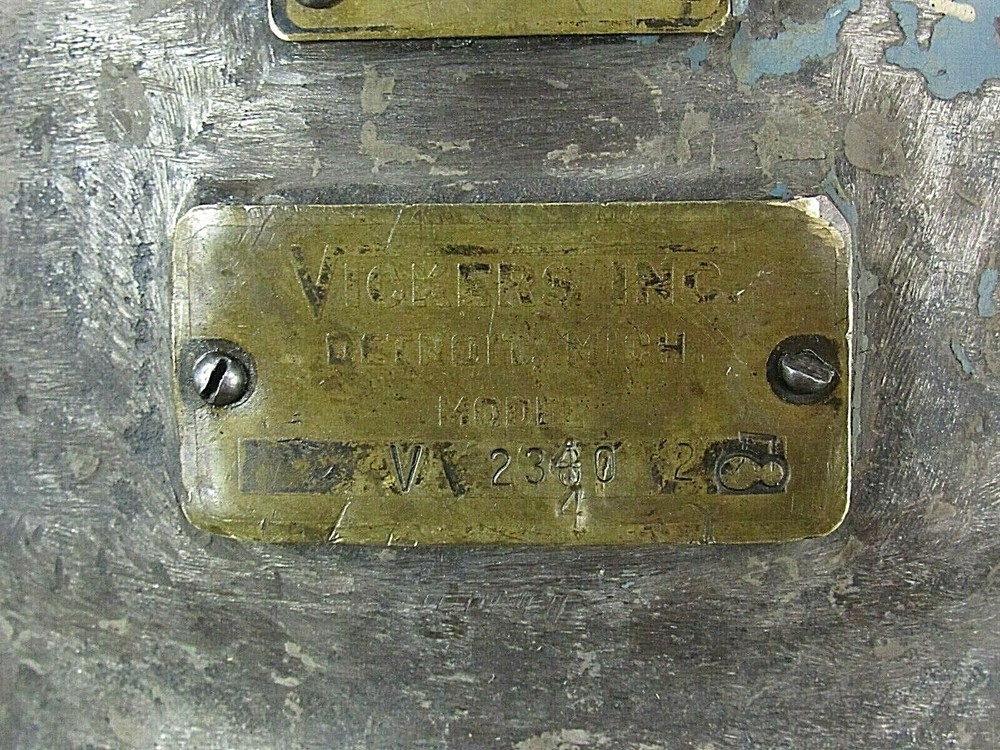 VICKERS INC.
DETROIT, MICH.
MODEL
V 2340 2
4